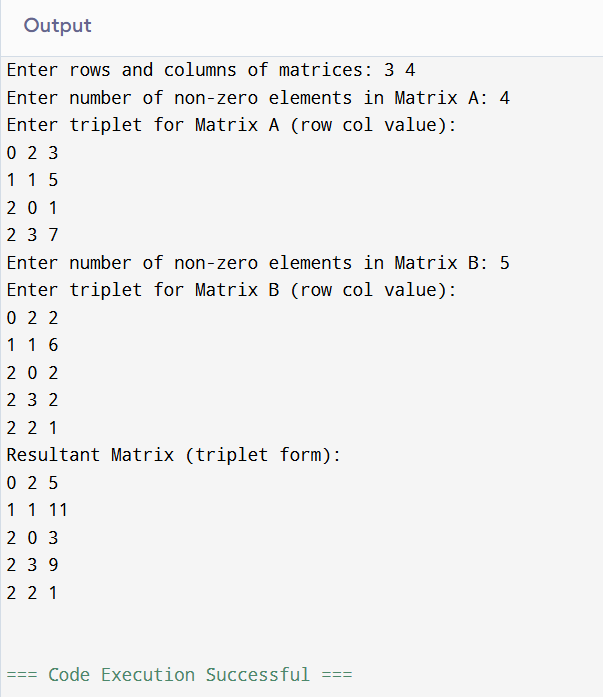 Output
Enter rows and columns of matrices: 3 4
Enter number of non-zero elements in Matrix A: 4
Enter triplet for Matrix A (row col value):
0 2 3
1 1 5
2 0 1
2 3 7
Enter number of non-zero elements in Matrix B: 5
Enter triplet for Matrix B (row col value):
0 2 2
1 1 6
2 0 2
2 3 2
2 2 1
Resultant Matrix (triplet form):
0 2 5
1 1 11
2 0 3
2 3 9
2 2 1
=== Code Execution Successful ===